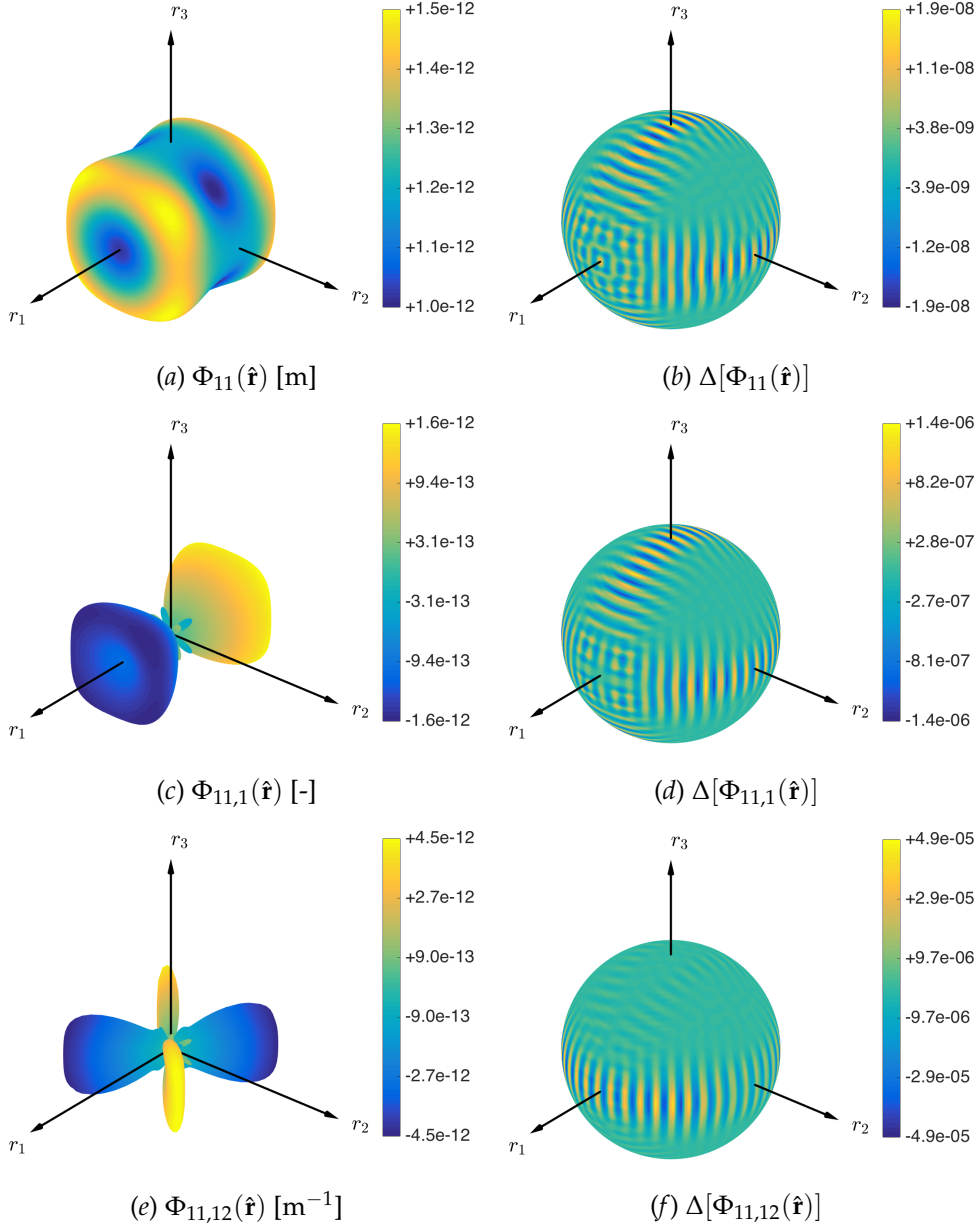 r₃
+1.5e-12
+1.4e-12
+1.3e-12
+1.2e-12
+1.1e-12
+1.0e-12
r₁
r₂
(a) Φ₁₁(r̂) [m]
r₃
+1.9e-08
+1.1e-08
+3.8e-09
-3.9e-09
-1.2e-08
-1.9e-08
r₁
r₂
(b) Δ[Φ₁₁(r̂)]
r₃
+1.6e-12
+9.4e-13
+3.1e-13
-3.1e-13
-9.4e-13
-1.6e-12
r₁
r₂
(c) Φ₁₁,₁(r̂) [-]
r₃
+1.4e-06
+8.2e-07
+2.8e-07
-2.7e-07
-8.1e-07
-1.4e-06
r₁
r₂
(d) Δ[Φ₁₁,₁(r̂)]
r₃
+4.5e-12
+2.7e-12
+9.0e-13
-9.0e-13
-2.7e-12
-4.5e-12
r₁
r₂
(e) Φ₁₁,₁₂(r̂) [m⁻¹]
r₃
+4.9e-05
+2.9e-05
+9.7e-06
-9.7e-06
-2.9e-05
-4.9e-05
r₁
r₂
(f) Δ[Φ₁₁,₁₂(r̂)]